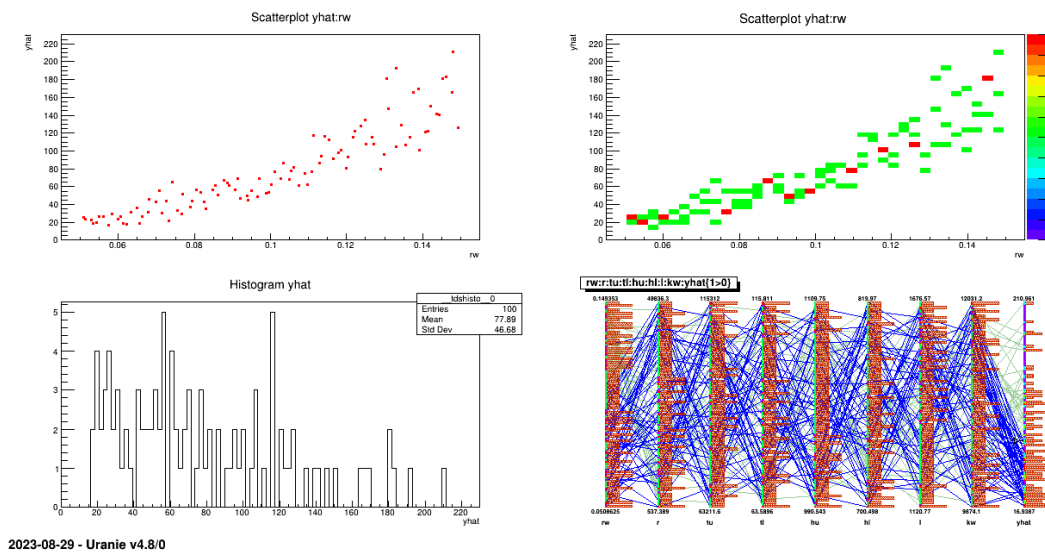 Scatterplot yhat:rw
Scatterplot yhat:rw
yhat
220
200
180
160
140
120
100
80
60
40
20
0
0.06
0.08
0.1
0.12
0.14
rw
yhat
220
200
180
160
140
120
100
80
60
40
20
0
0.06
0.08
0.1
0.12
0.14
rw
Histogram yhat
__tdshisto__0
Entries 100
Mean 77.89
Std Dev 46.68
5
4
3
2
1
0
0 20 40 60 80 100 120 140 160 180 200 220
yhat
rw:r:tu:tl:hu:hl:l:kw:yhat{1>0}
0.149353 49836.3 115312 115.811 1109.75 819.97 1676.57 12031.2 210.961
0.0508625 537.389 63211.6 63.5895 990.543 700.498 1120.77 9874.1 16.9387
rw r tu tl hu hl l kw yhat
2023-08-29 - Uranie v4.8/0